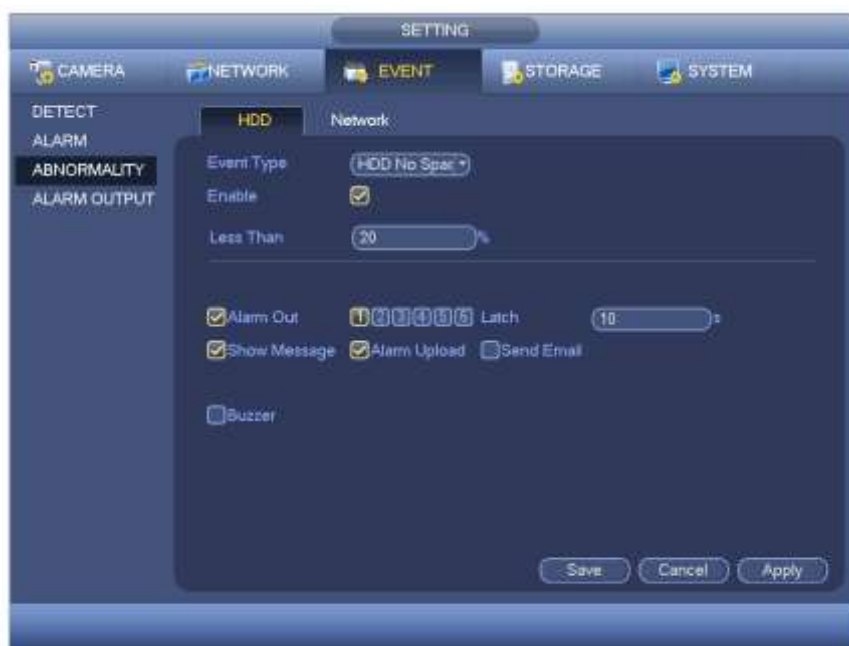 SETTING
CAMERA NETWORK EVENT STORAGE SYSTEM
DETECT
ALARM
ABNORMALITY
ALARM OUTPUT
HDD Network
Event Type HDD No Spac
Enable
Less Than 20 %
Alarm Out 1 2 3 4 5 6 Latch 10 s
Show Message Alarm Upload Send Email
Buzzer
Save Cancel Apply